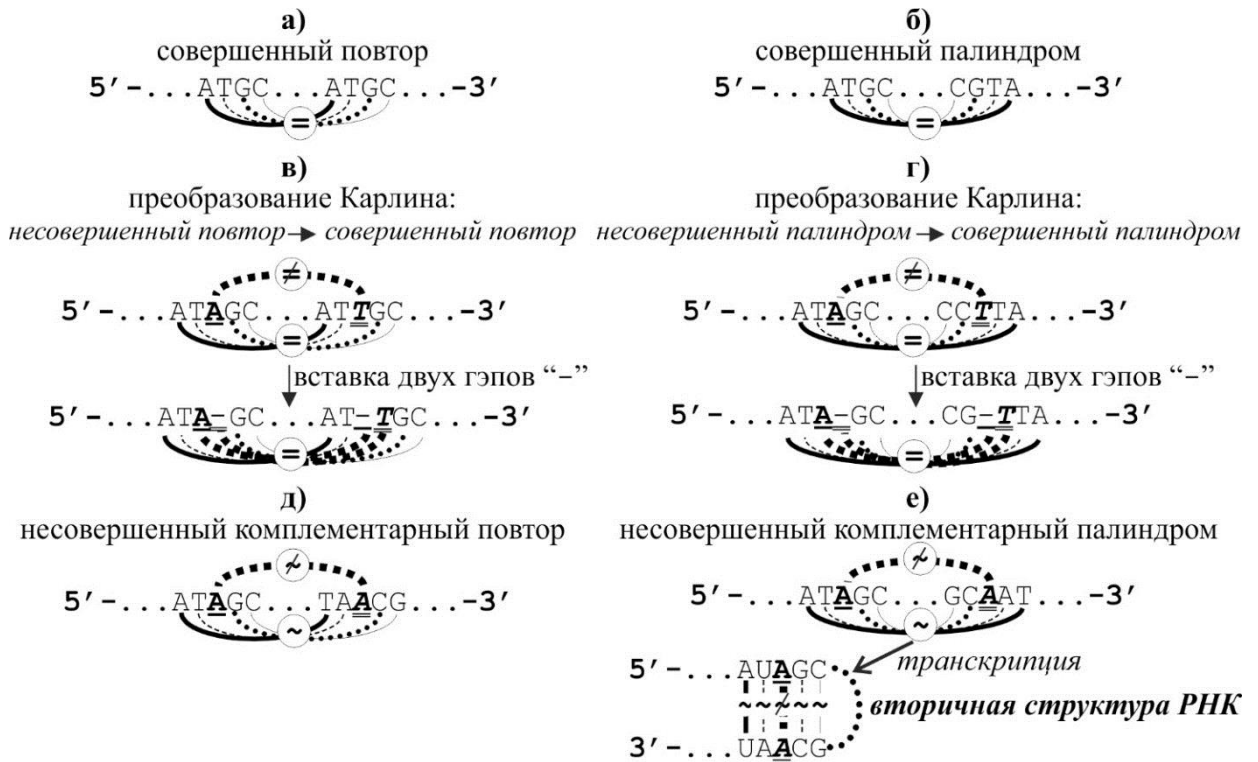 а)
совершенный повтор
5′-...ATGC...ATGC...-3′
=
б)
совершенный палиндром
5′-...ATGC...CGTA...-3′
=
в)
преобразование Карлина:
несовершенный повтор → совершенный повтор
≠
5′-...ATAGC...ATTGC...-3′
=
вставка двух гэпов “-”
5′-...ATA-GC...AT-TGC...-3′
=
г)
преобразование Карлина:
несовершенный палиндром → совершенный палиндром
≠
5′-...ATAGC...CCTTA...-3′
=
вставка двух гэпов “-”
5′-...ATA-GC...CG-TTA...-3′
=
д)
несовершенный комплементарный повтор
≁
5′-...ATAGC...TAACG...-3′
~
е)
несовершенный комплементарный палиндром
≁
5′-...ATAGC...GCAAT...-3′
~
транскрипция
5′-...AUAGC
~~≁~~
вторичная структура РНК
3′-...UAACG